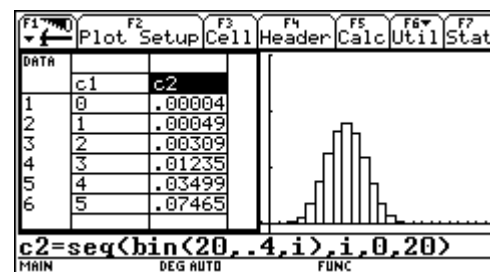 F1 F2 F3 F4 F5 F6 F7
Plot Setup Cell Header Calc Util Stat
DATA
c1 c2
1 0 .00004
2 1 .00049
3 2 .00309
4 3 .01235
5 4 .03499
6 5 .07465
c2=seq(bin(20,..4,i),i,0,20)
MAIN DEG AUTO FUNC